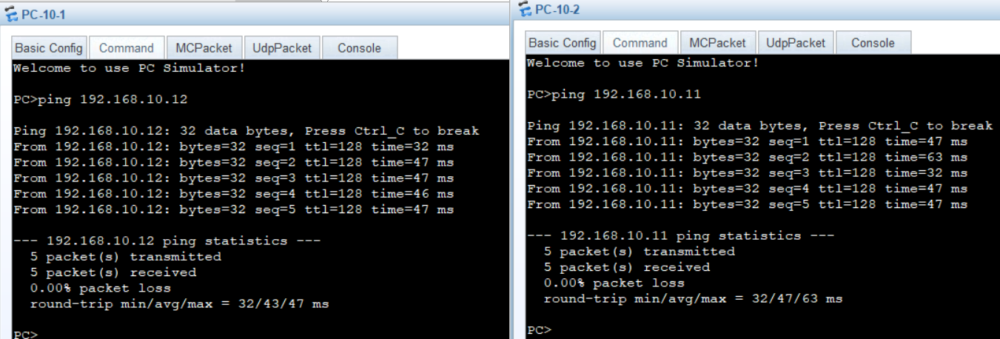 PC-10-1
Basic Config Command MCPacket UdpPacket Console
Welcome to use PC Simulator!
PC>ping 192.168.10.12
Ping 192.168.10.12: 32 data bytes, Press Ctrl_C to break
From 192.168.10.12: bytes=32 seq=1 ttl=128 time=32 ms
From 192.168.10.12: bytes=32 seq=2 ttl=128 time=47 ms
From 192.168.10.12: bytes=32 seq=3 ttl=128 time=47 ms
From 192.168.10.12: bytes=32 seq=4 ttl=128 time=46 ms
From 192.168.10.12: bytes=32 seq=5 ttl=128 time=47 ms
--- 192.168.10.12 ping statistics ---
5 packet(s) transmitted
5 packet(s) received
0.00% packet loss
round-trip min/avg/max = 32/43/47 ms
PC>
PC-10-2
Basic Config Command MCPacket UdpPacket Console
Welcome to use PC Simulator!
PC>ping 192.168.10.11
Ping 192.168.10.11: 32 data bytes, Press Ctrl_C to break
From 192.168.10.11: bytes=32 seq=1 ttl=128 time=47 ms
From 192.168.10.11: bytes=32 seq=2 ttl=128 time=63 ms
From 192.168.10.11: bytes=32 seq=3 ttl=128 time=32 ms
From 192.168.10.11: bytes=32 seq=4 ttl=128 time=47 ms
From 192.168.10.11: bytes=32 seq=5 ttl=128 time=47 ms
--- 192.168.10.11 ping statistics ---
5 packet(s) transmitted
5 packet(s) received
0.00% packet loss
round-trip min/avg/max = 32/47/63 ms
PC>